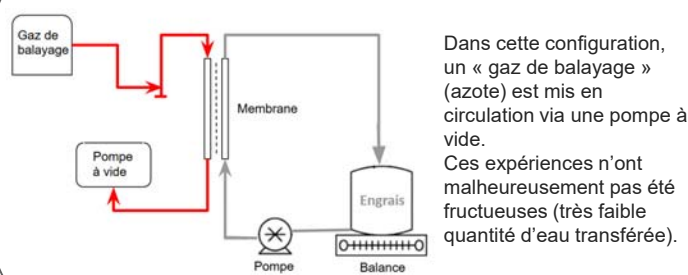 Gaz de
balayage
Membrane
Pompe
à vide
Engrais
Pompe
Balance
Dans cette configuration,
un « gaz de balayage »
(azote) est mis en
circulation via une pompe à
vide.
Ces expériences n’ont
malheureusement pas été
fructueuses (très faible
quantité d’eau transférée).